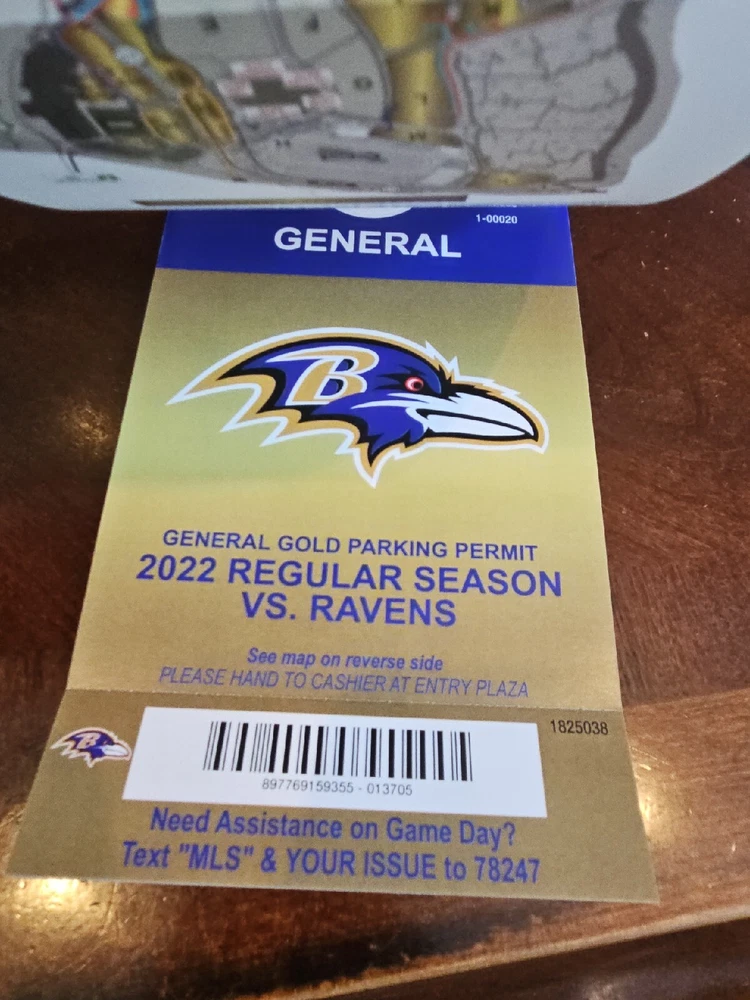 1-00020
GENERAL
B
GENERAL GOLD PARKING PERMIT
2022 REGULAR SEASON
VS. RAVENS
See map on reverse side
PLEASE HAND TO CASHIER AT ENTRY PLAZA
1825038
B
897769159355 - 013705
Need Assistance on Game Day?
Text "MLS" & YOUR ISSUE to 78247